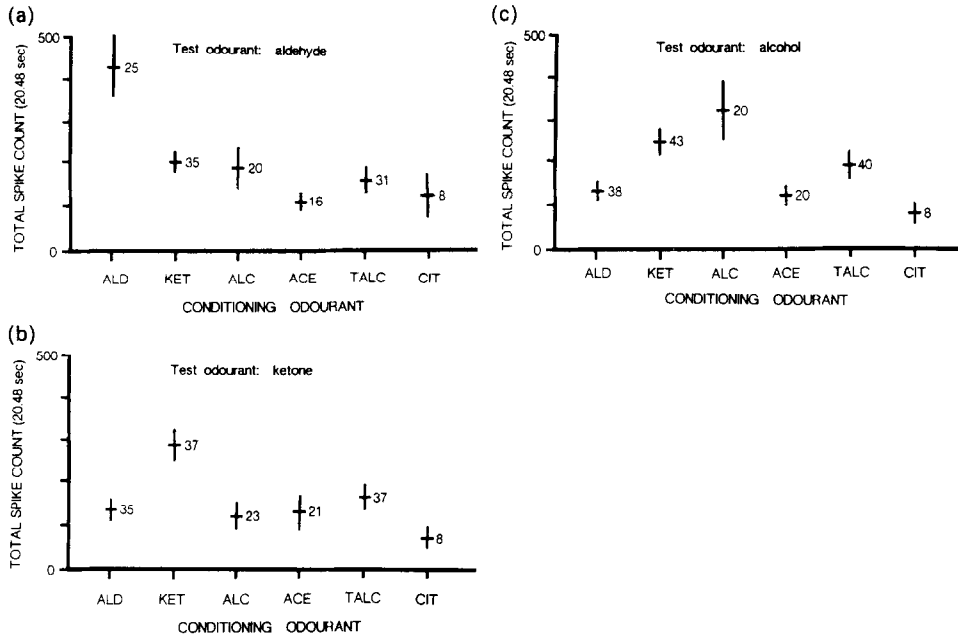 (a)
TOTAL SPIKE COUNT (20.48 sec)
500
0
Test odourant: aldehyde
25
35
20
16
31
8
ALD KET ALC ACE TALC CIT
CONDITIONING ODOURANT
(b)
TOTAL SPIKE COUNT (20.48 sec)
500
0
Test odourant: ketone
35
37
23
21
37
8
ALD KET ALC ACE TALC CIT
CONDITIONING ODOURANT
(c)
TOTAL SPIKE COUNT (20.48 sec)
500
0
Test odourant: alcohol
38
43
20
20
40
8
ALD KET ALC ACE TALC CIT
CONDITIONING ODOURANT